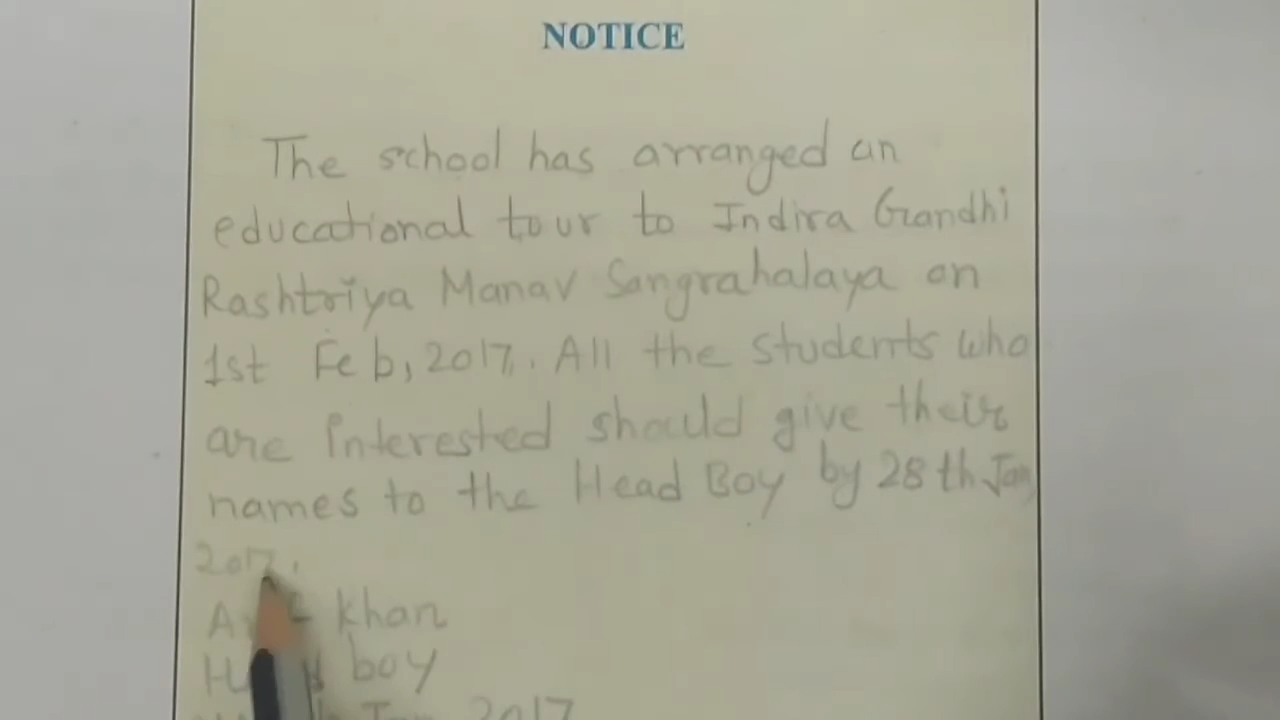 NOTICE
The school has arranged an
educational tour to Indira Gandhi
Rashtriya Manav Sangrahalaya on
1st Feb, 2017. All the students who
are interested should give their
names to the Head Boy by 28th Jan,
2017.
khan
boy
Jan 2017